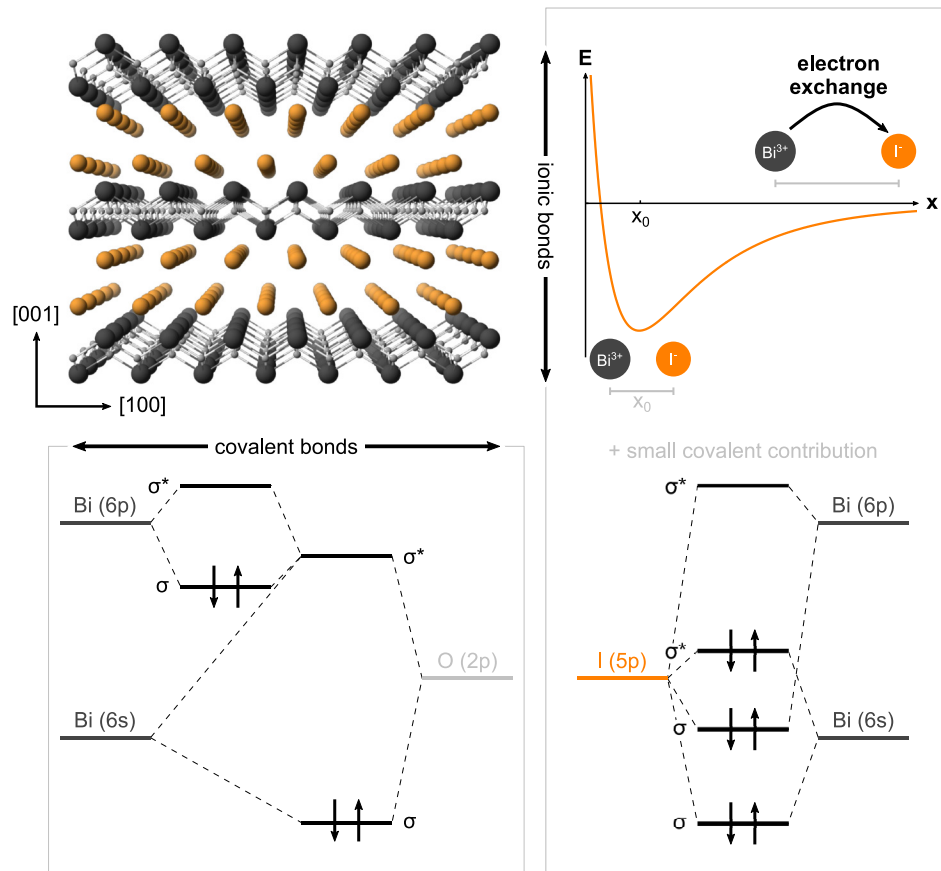 [001]
[100]
ionic bonds
E
electron
exchange
Bi³⁺
I⁻
x
x₀
Bi³⁺
I⁻
x₀
covalent bonds
σ*
Bi (6p)
σ*
σ
O (2p)
Bi (6s)
σ
+ small covalent contribution
σ*
Bi (6p)
σ*
I (5p)
Bi (6s)
σ
σ